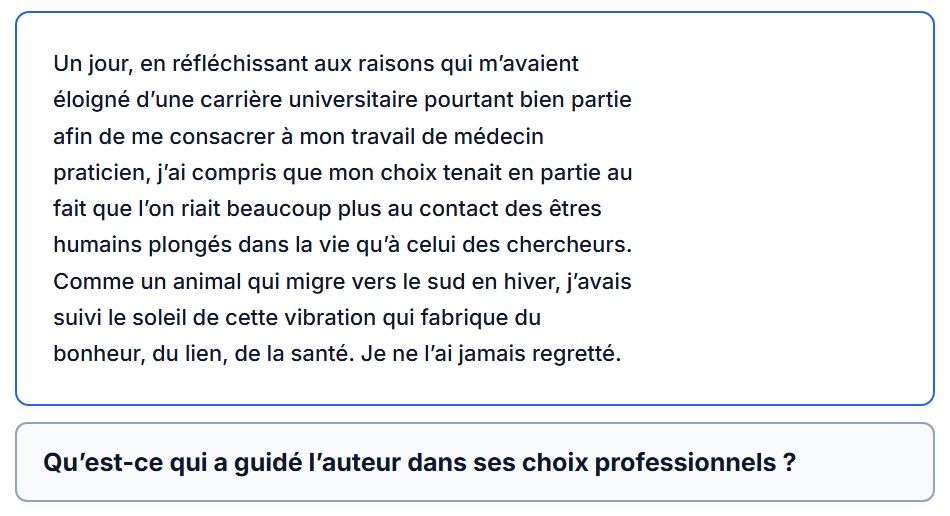 Un jour, en réfléchissant aux raisons qui m’avaient
éloigné d’une carrière universitaire pourtant bien partie
afin de me consacrer à mon travail de médecin
praticien, j’ai compris que mon choix tenait en partie au
fait que l’on riait beaucoup plus au contact des êtres
humains plongés dans la vie qu’à celui des chercheurs.
Comme un animal qui migre vers le sud en hiver, j’avais
suivi le soleil de cette vibration qui fabrique du
bonheur, du lien, de la santé. Je ne l’ai jamais regretté.
Qu’est-ce qui a guidé l’auteur dans ses choix professionnels ?